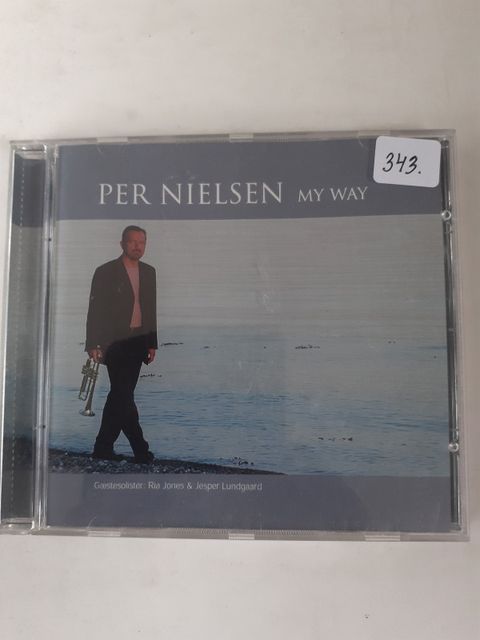 343.
PER NIELSEN MY WAY
Gæstesolister: Ria Jones & Jesper Lundgaard